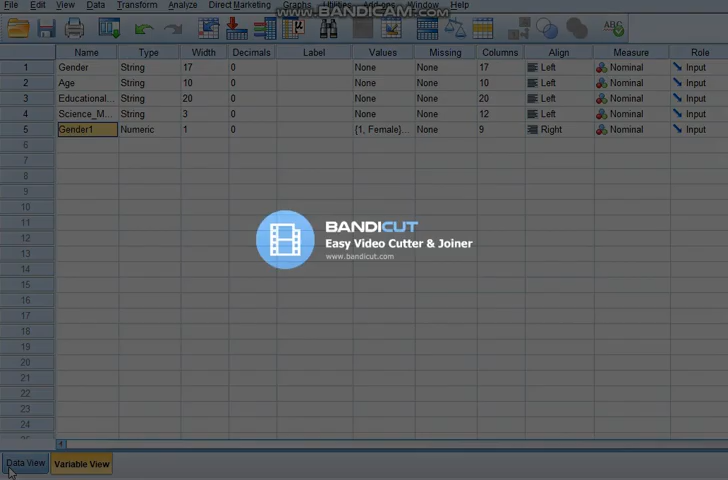 File Edit View Data Transform Analyze Direct Marketing Graphs Utilities Add-ons Window Help
WWW.BANDICAM.COM
Name Type Width Decimals Label Values Missing Columns Align Measure Role
1 Gender String 17 0 None None 17 Left Nominal Input
2 Age String 10 0 None None 10 Left Nominal Input
3 Educational... String 20 0 None None 20 Left Nominal Input
4 Science_M... String 3 0 None None 12 Left Nominal Input
5 Gender1 Numeric 1 0 {1, Female}... None 9 Right Nominal Input
6
7
8
9
10
11
12
13
14
15
16
17
18
19
20
21
22
23
24
BANDICUT
Easy Video Cutter & Joiner
www.bandicut.com
Data View Variable View